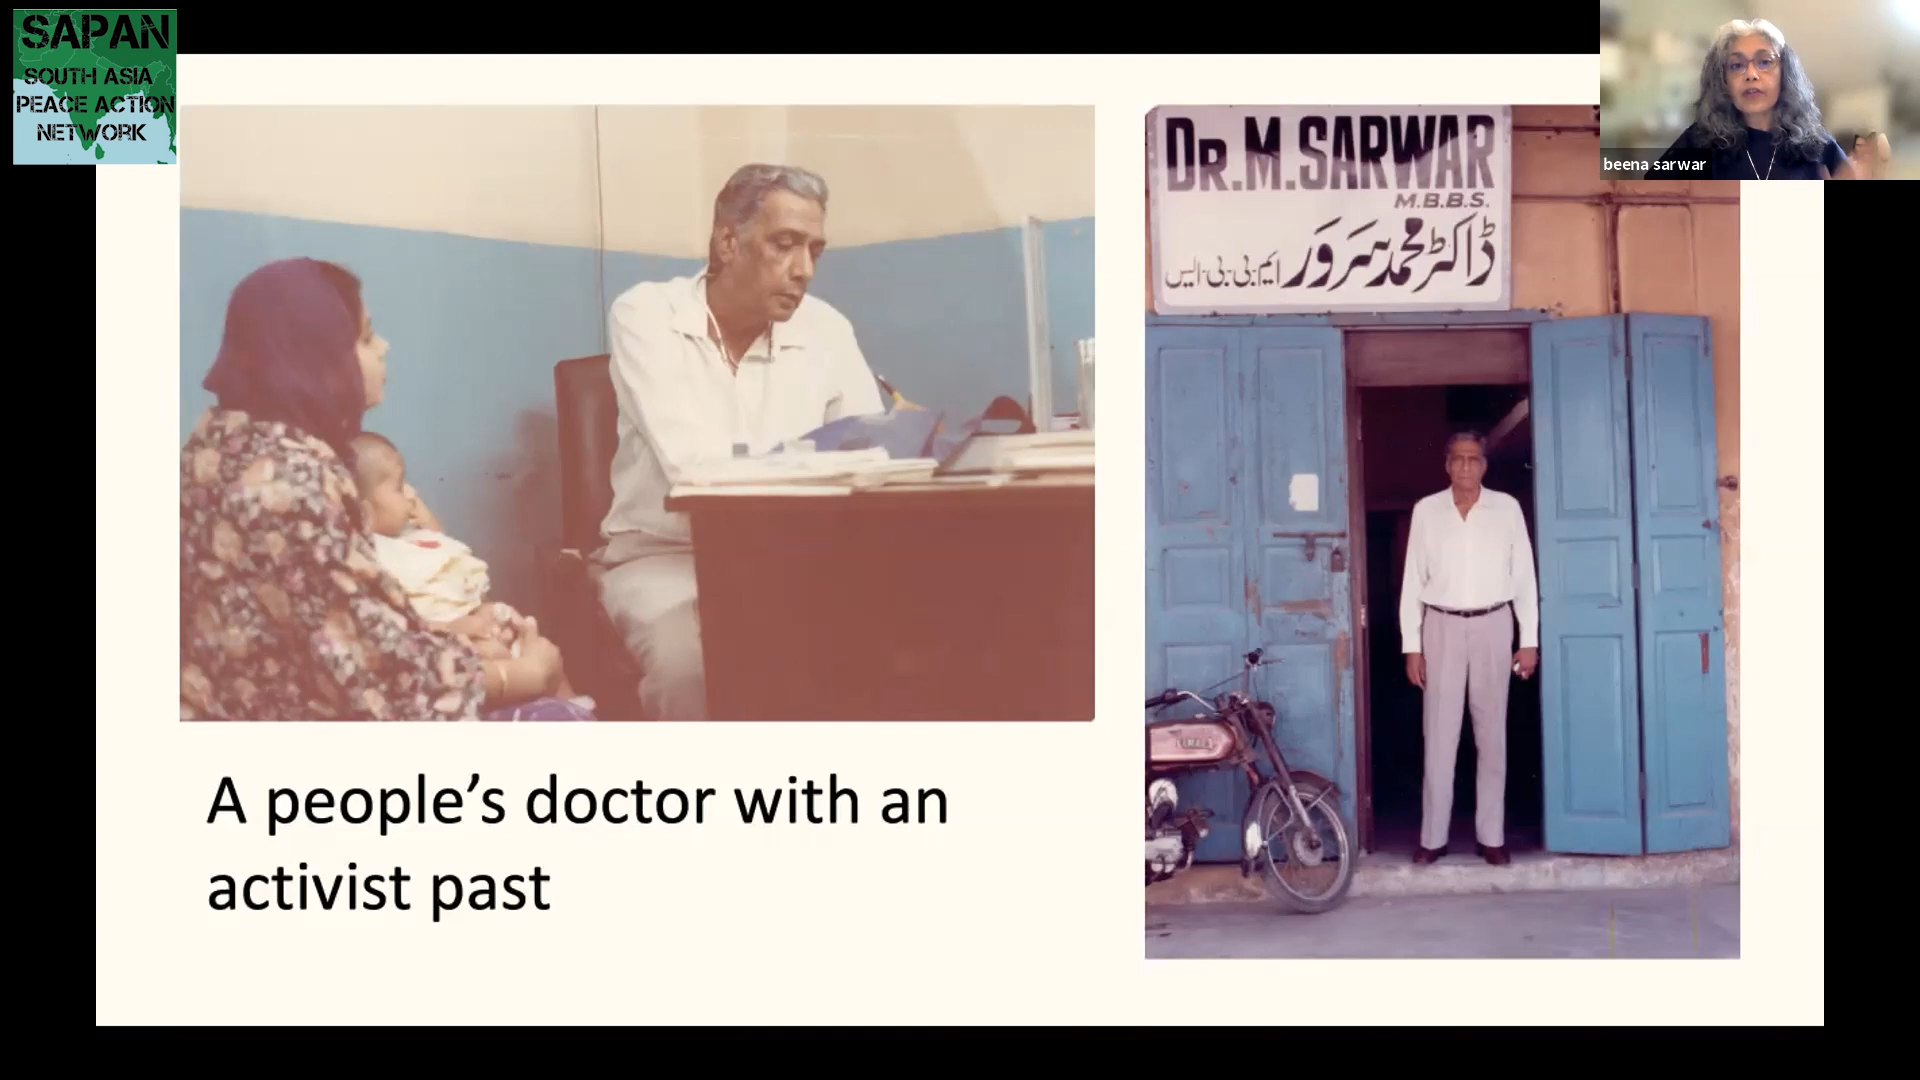 SAPAN
SOUTH ASIA
PEACE ACTION
NETWORK
DR. M. SARWAR
M.B.B.S.
ڈاکٹر محمد سرور ایم-بی-بی-ایس
beena sarwar
A people’s doctor with an
activist past